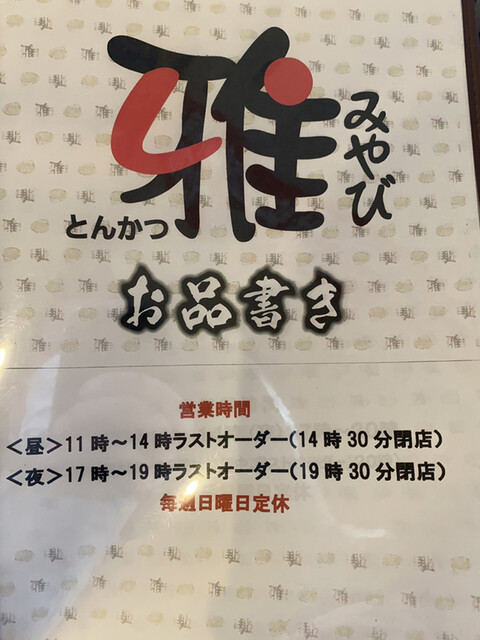 雅
みやび
とんかつ
お品書き
営業時間
<昼>11時~14時ラストオーダー(14時30分閉店)
<夜>17時~19時ラストオーダー(19時30分閉店)
毎週日曜日定休